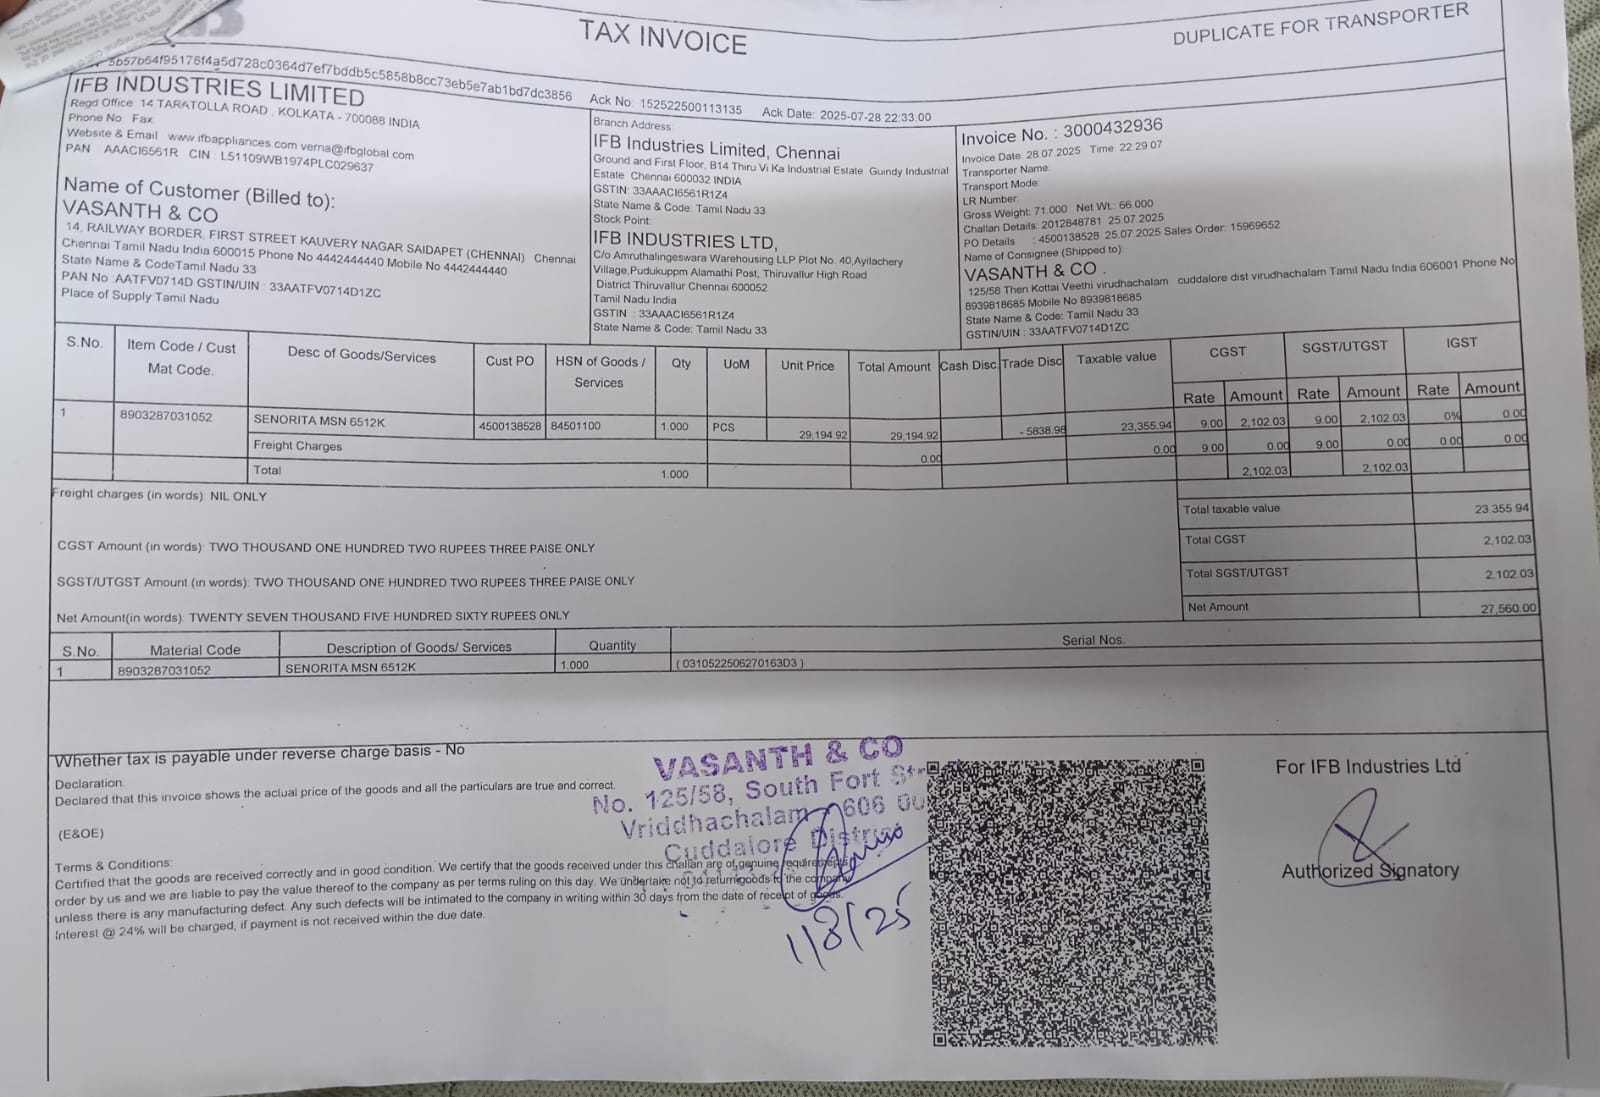 TAX INVOICE
DUPLICATE FOR TRANSPORTER
5b57b64f95176f4a5d728c0364d7ef7bddb5c5858b8cc73eb5e7ab1bd7dc3856 Ack No: 152522500113135 Ack Date: 2025-07-28 22:33:00
IFB INDUSTRIES LIMITED
Regd Office: 14,TARATOLLA ROAD , KOLKATA - 700088 INDIA
Phone No: Fax:
Website & Email : www.ifbappliances.com verna@ifbglobal.com
PAN : AAACI6561R CIN : L51109WB1974PLC029637
Name of Customer (Billed to):
VASANTH & CO
14, RAILWAY BORDER, FIRST STREET KAUVERY NAGAR SAIDAPET (CHENNAI) Chennai
Chennai Tamil Nadu India 600015 Phone No 4442444440 Mobile No 4442444440
State Name & CodeTamil Nadu 33
PAN No :AATFV0714D GSTIN/UIN : 33AATFV0714D1ZC
Place of Supply Tamil Nadu
Branch Address:
IFB Industries Limited, Chennai
Ground and First Floor, B14 Thiru Vi Ka Industrial Estate Guindy Industrial
Estate Chennai 600032 INDIA
GSTIN: 33AAACI6561R1Z4
State Name & Code: Tamil Nadu 33
Stock Point:
IFB INDUSTRIES LTD,
C/o Amruthalingeswara Warehousing LLP Plot No. 40,Ayilachery
Village,Pudukuppm Alamathi Post, Thiruvallur High Road
District Thiruvallur Chennai 600052
Tamil Nadu India
GSTIN : 33AAACI6561R1Z4
State Name & Code: Tamil Nadu 33
Invoice No. : 3000432936
Invoice Date: 28.07.2025 Time: 22:29:07
Transporter Name:
Transport Mode:
LR Number:
Gross Weight: 71.000 Net Wt.: 66.000
Challan Details: 2012848781 25.07.2025
PO Details : 4500138528 25.07.2025 Sales Order: 15969652
Name of Consignee (Shipped to):
VASANTH & CO .
125/58 Then Kottai Veethi virudhachalam cuddalore dist virudhachalam Tamil Nadu India 606001 Phone No
8939818685 Mobile No 8939818685
State Name & Code: Tamil Nadu 33
GSTIN/UIN : 33AATFV0714D1ZC
S.No. Item Code / Cust Mat Code. Desc of Goods/Services Cust PO HSN of Goods / Services Qty UoM Unit Price Total Amount Cash Disc Trade Disc Taxable value CGST SGST/UTGST IGST
Rate Amount Rate Amount Rate Amount
1 8903287031052 SENORITA MSN 6512K 4500138528 84501100 1.000 PCS 29,194.92 29,194.92 - 5838.98 23,355.94 9.00 2,102.03 9.00 2,102.03 0% 0.00
Freight Charges 0.00 0.00 9.00 0.00 9.00 0.00 0.00 0.00
Total 1.000 2,102.03 2,102.03
Freight charges (in words): NIL ONLY
Total taxable value 23,355.94
CGST Amount (in words): TWO THOUSAND ONE HUNDRED TWO RUPEES THREE PAISE ONLY
Total CGST 2,102.03
SGST/UTGST Amount (in words): TWO THOUSAND ONE HUNDRED TWO RUPEES THREE PAISE ONLY
Total SGST/UTGST 2,102.03
Net Amount(in words): TWENTY SEVEN THOUSAND FIVE HUNDRED SIXTY RUPEES ONLY
Net Amount 27,560.00
S.No. Material Code Description of Goods/ Services Quantity Serial Nos.
1 8903287031052 SENORITA MSN 6512K 1.000 ( 0310522506270163D3 )
Whether tax is payable under reverse charge basis - No
Declaration:
Declared that this invoice shows the actual price of the goods and all the particulars are true and correct.
(E&OE)
Terms & Conditions:
Certified that the goods are received correctly and in good condition. We certify that the goods received under this challan are of genuine requirements
order by us and we are liable to pay the value thereof to the company as per terms ruling on this day. We undertake not to return goods to the company
unless there is any manufacturing defect. Any such defects will be intimated to the company in writing within 30 days from the date of receipt of goods.
Interest @ 24% will be charged, if payment is not received within the due date.
VASANTH & CO
No. 125/58, South Fort
Vriddhachalam 606
Cuddalore District
1/8/25
For IFB Industries Ltd
Authorized Signatory